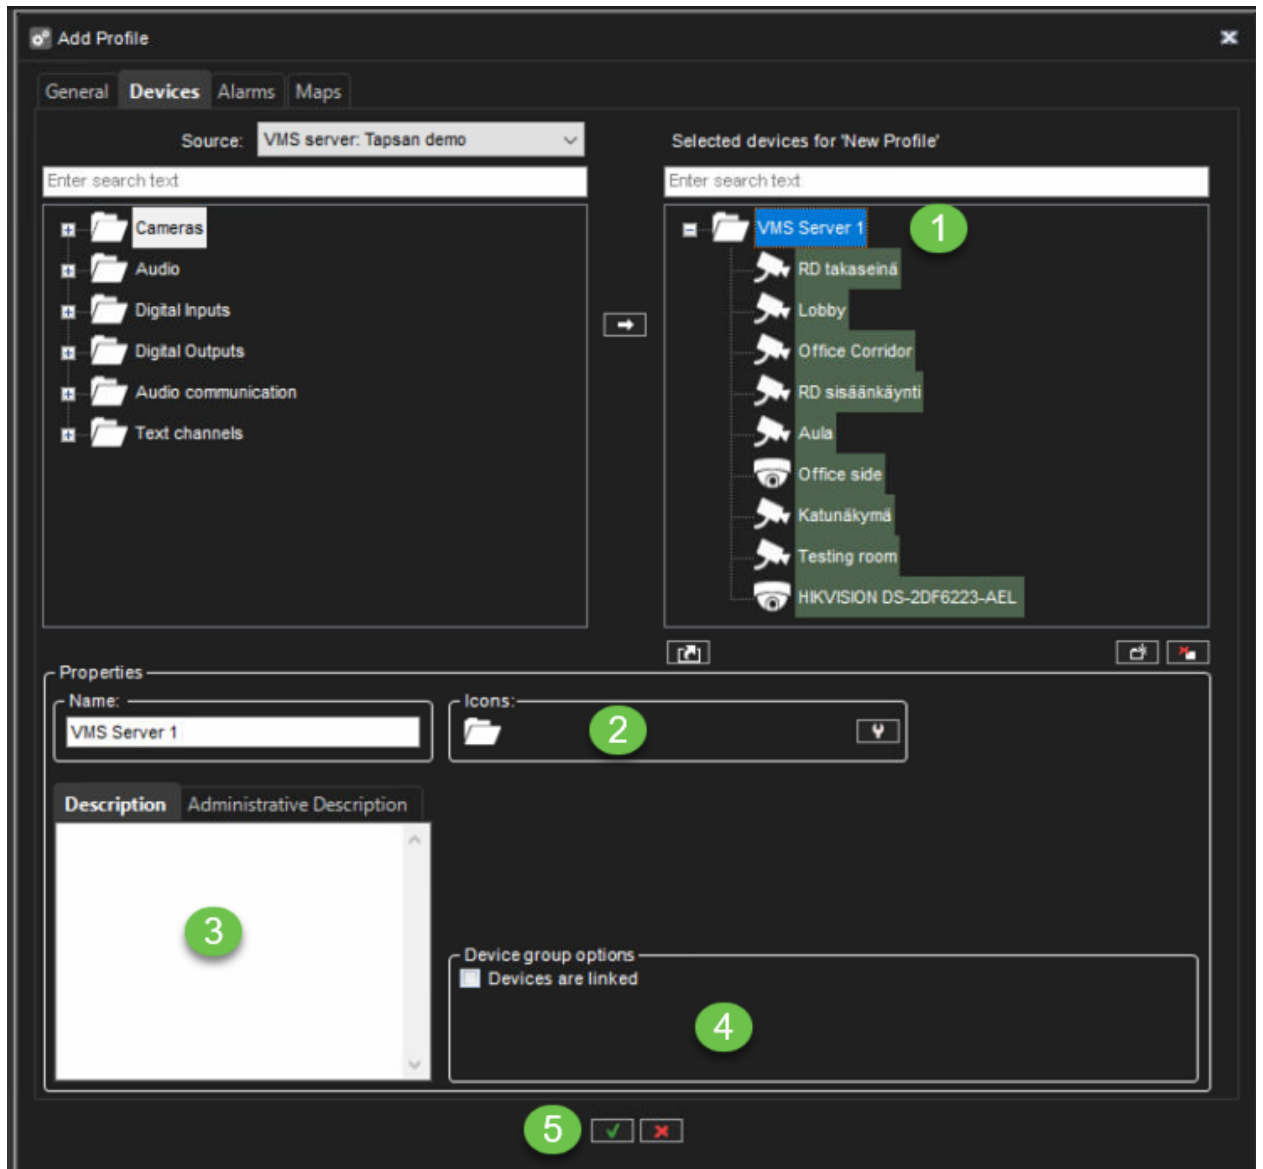 Add Profile
General Devices Alarms Maps
Source: VMS server: Tapsan demo
Enter search text
Cameras
Audio
Digital Inputs
Digital Outputs
Audio communication
Text channels
Selected devices for 'New Profile'
Enter search text
VMS Server 1
1
RD takaseinä
Lobby
Office Corridor
RD sisäänkäynti
Aula
Office side
Katunäkymä
Testing room
HIKVISION DS-2DF6223-AEL
Properties
Name:
VMS Server 1
Icons:
2
Description Administrative Description
3
Device group options
Devices are linked
4
5